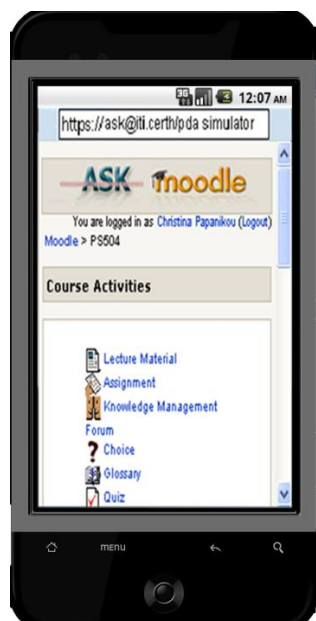 3G
12:07 AM
https://ask@iti.certh/pda simulator
ASK moodle
You are logged in as Christina Papanikou (Logout)
Moodle > PS504
Course Activities
Lecture Material
Assignment
Knowledge Management
Forum
Choice
Glossary
Quiz
MENU